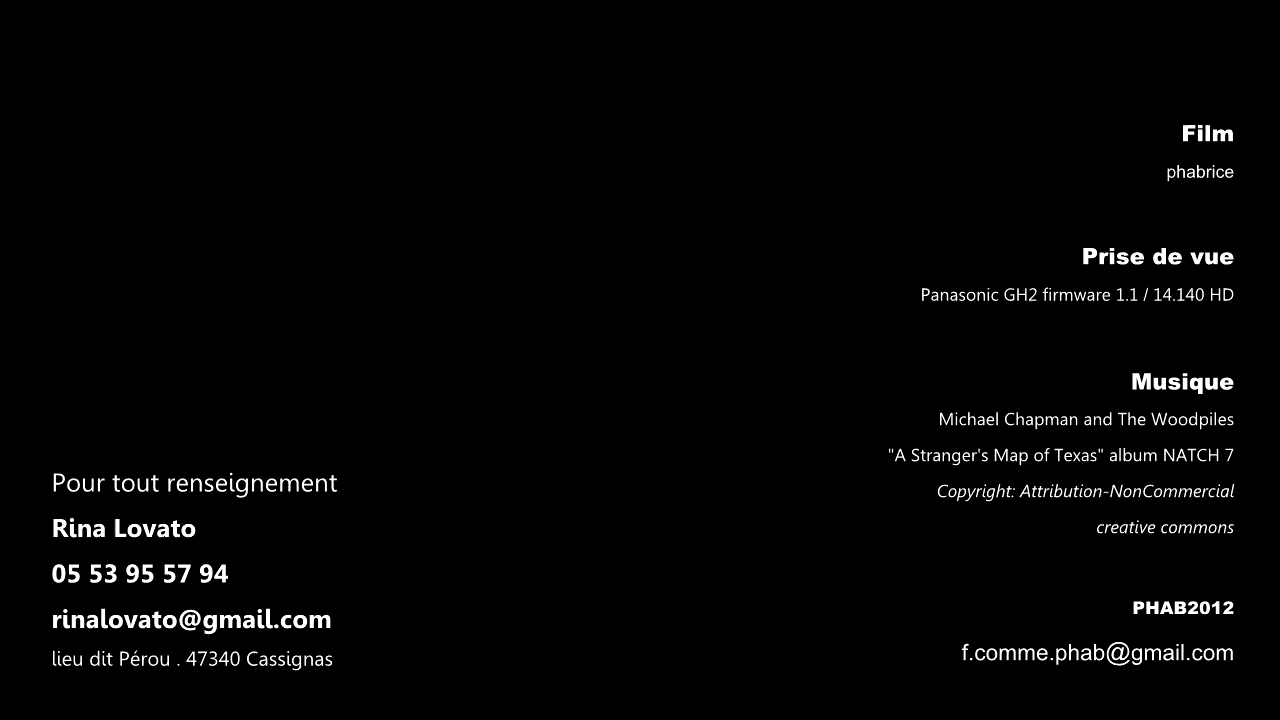 Film
phabrice
Prise de vue
Panasonic GH2 firmware 1.1 / 14.140 HD
Musique
Michael Chapman and The Woodpiles
"A Stranger's Map of Texas" album NATCH 7
Copyright: Attribution-NonCommercial
creative commons
PHAB2012
f.comme.phab@gmail.com
Pour tout renseignement
Rina Lovato
05 53 95 57 94
rinalovato@gmail.com
lieu dit Pérou . 47340 Cassignas